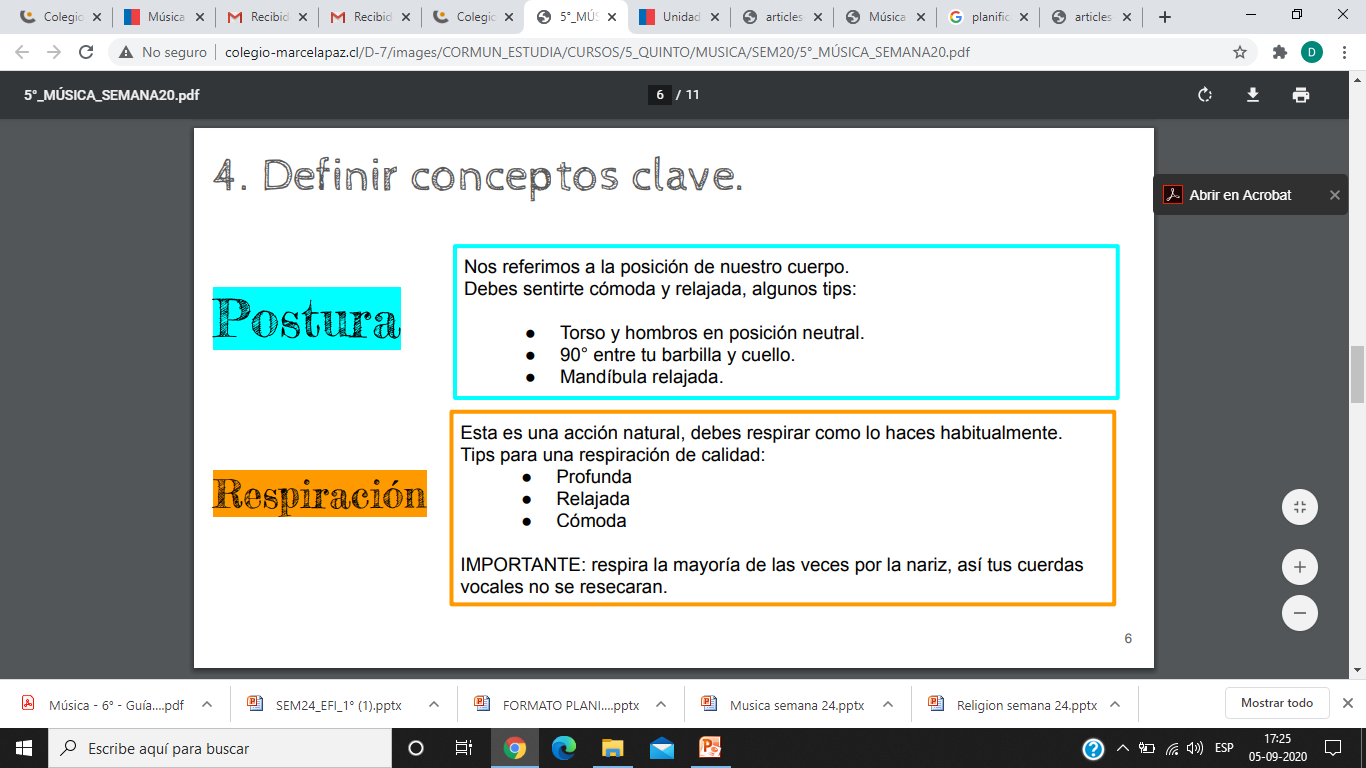 Colegio
Música
Recibid
Recibid
Colegio
5°_MÚS
Unidad
articles-
Música
planific
articles
No seguro
colegio-marcelapaz.cl/D-7/images/CORMUN_ESTUDIA/CURSOS/5_QUINTO/MUSICA/SEM20/5°_MÚSICA_SEMANA20.pdf
D
5°_MÚSICA_SEMANA20.pdf
6 / 11
Abrir en Acrobat
4. Definir conceptos clave.
Postura
Nos referimos a la posición de nuestro cuerpo.
Debes sentirte cómoda y relajada, algunos tips:
● Torso y hombros en posición neutral.
● 90° entre tu barbilla y cuello.
● Mandíbula relajada.
Respiración
Esta es una acción natural, debes respirar como lo haces habitualmente.
Tips para una respiración de calidad:
● Profunda
● Relajada
● Cómoda
IMPORTANTE: respira la mayoría de las veces por la nariz, así tus cuerdas
vocales no se resecaran.
6
Música - 6° - Guía....pdf
SEM24_EFI_1° (1).pptx
FORMATO PLANI....pptx
Musica semana 24.pptx
Religion semana 24.pptx
Mostrar todo
Escribe aquí para buscar
ESP
17:25
05-09-2020